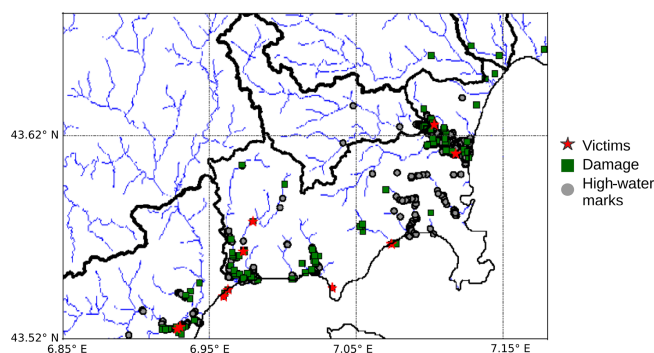 43.62° N
43.52° N
6.85° E
6.95° E
7.05° E
7.15° E
Victims
Damage
High-water
marks